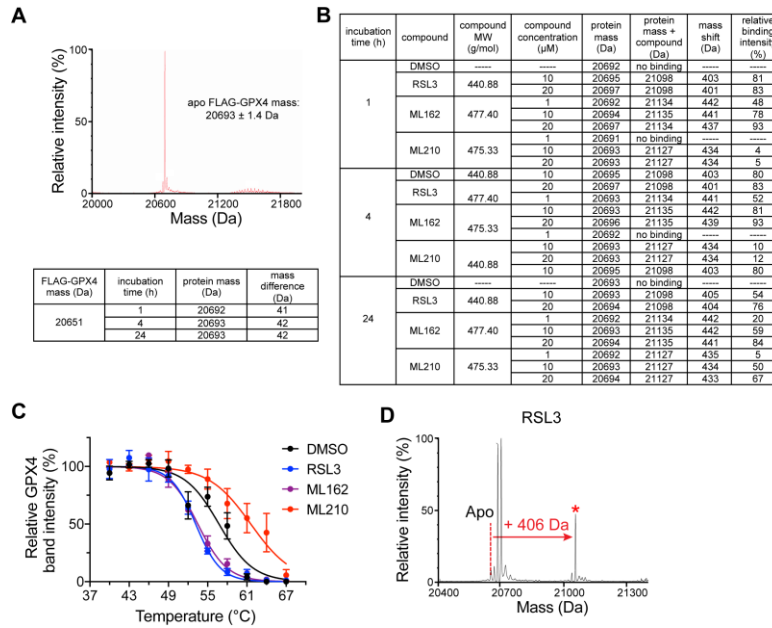 A
Relative intensity (%)
100
50
0
apo FLAG-GPX4 mass:
20693 ± 1.4 Da
20000 20600 21200 21800
Mass (Da)
FLAG-GPX4 mass (Da) incubation time (h) protein mass (Da) mass difference (Da)
20651
1 20692 41
4 20693 42
24 20693 42
B
incubation time (h) compound compound MW (g/mol) compound concentration (µM) protein mass (Da) protein mass + compound (Da) mass shift (Da) relative binding intensity (%)
1
DMSO ----- ----- 20692 no binding ----- -----
RSL3 440.88 10 20695 21098 403 81
20 20697 21098 401 83
ML162 477.40 1 20692 21134 442 48
10 20694 21135 441 78
20 20697 21134 437 93
ML210 475.33 1 20691 no binding ----- -----
10 20693 21127 434 4
20 20693 21127 434 5
4
DMSO 440.88 10 20695 21098 403 80
RSL3 20 20697 21098 401 83
477.40 1 20693 21134 441 52
ML162 475.33 10 20693 21135 442 81
20 20696 21135 439 93
1 20692 no binding ----- -----
ML210 440.88 10 20693 21127 434 10
20 20693 21127 434 12
10 20695 21098 403 80
24
DMSO ----- ----- 20693 no binding ----- -----
RSL3 440.88 10 20693 21098 405 54
20 20694 21098 404 76
ML162 477.40 1 20692 21134 442 20
10 20693 21135 442 59
20 20694 21135 441 84
ML210 475.33 1 20692 21127 435 5
10 20693 21127 434 50
20 20694 21127 433 67
C
Relative GPX4
band intensity (%)
100
50
0
DMSO
RSL3
ML162
ML210
37 43 49 55 61 67
Temperature (°C)
D
RSL3
Relative intensity (%)
100
50
0
Apo
+ 406 Da
*
20400 20700 21000 21300
Mass (Da)